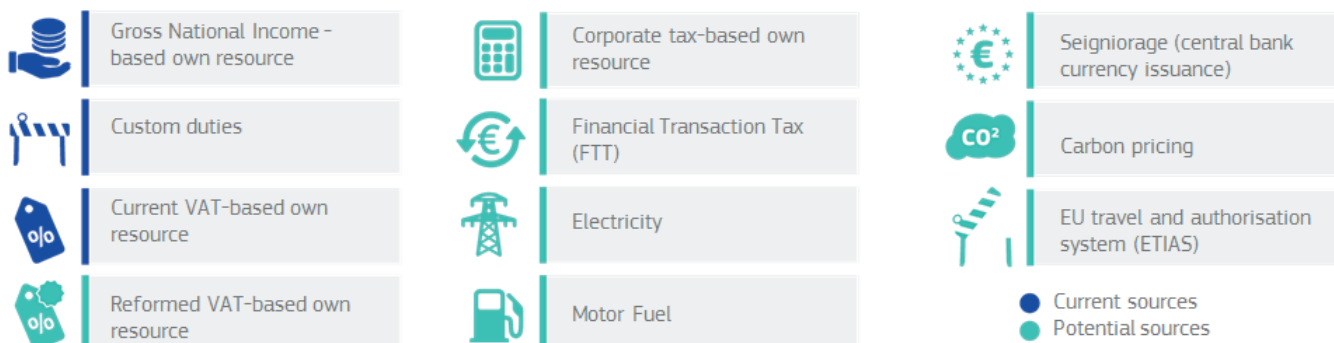 Gross National Income -
based own resource
Custom duties
Current VAT-based own
resource
Reformed VAT-based own
resource
Corporate tax-based own
resource
€
Financial Transaction Tax
(FTT)
Electricity
Motor Fuel
€
Seigniorage (central bank
currency issuance)
CO²
Carbon pricing
EU travel and authorisation
system (ETIAS)
Current sources
Potential sources
%
%